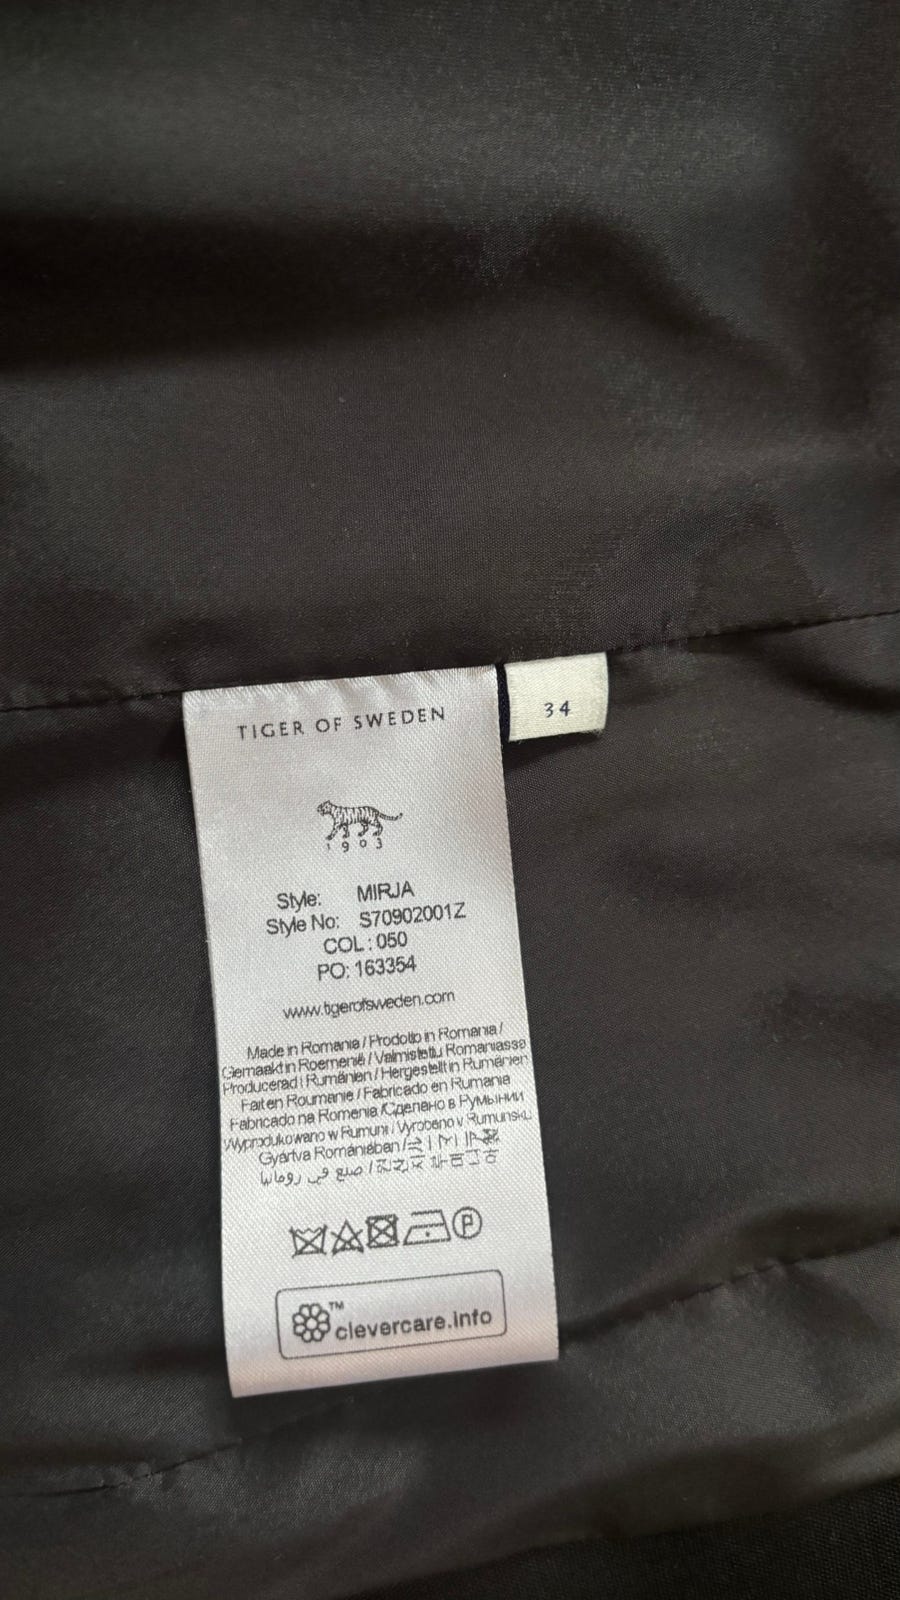 TIGER OF SWEDEN
34
1903
Style: MIRJA
Style No: S70902001Z
COL : 050
PO: 163354
www.tigerofsweden.com
Made in Romania / Prodotto in Romania /
Gemaakt in Roemenië / Valmistettu Romaniassa
Producerad i Rumänien / Hergestellt in Rumänien
Fait en Roumanie / Fabricado en Rumania
Fabricado na Romenia /Сделано в Румынии
Wyprodukowano w Rumuni / Vyrobeno v Rumunsku
Gyártva Romániában /
صنع في رومانيا /
P
TM
clevercare.info